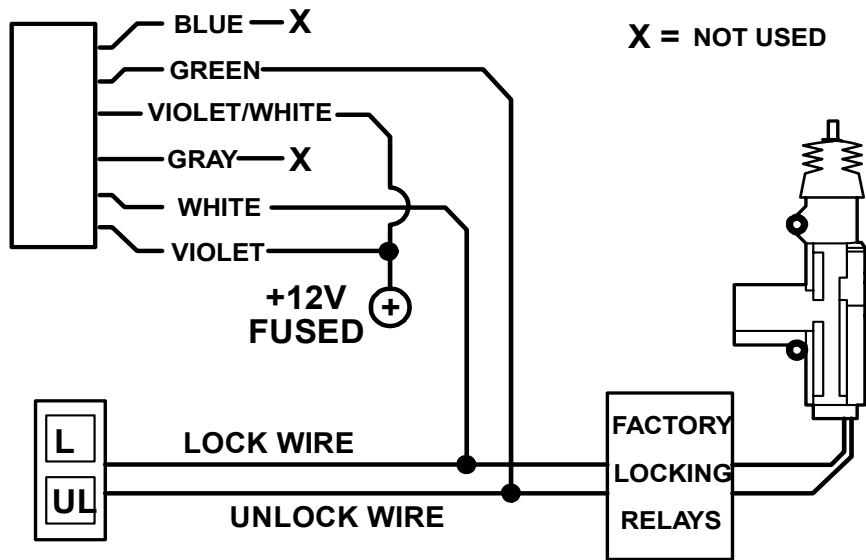 BLUE X
X = NOT USED
GREEN
VIOLET/WHITE
GRAY X
WHITE
VIOLET
+12V
FUSED
+
L
LOCK WIRE
UL
UNLOCK WIRE
FACTORY
LOCKING
RELAYS